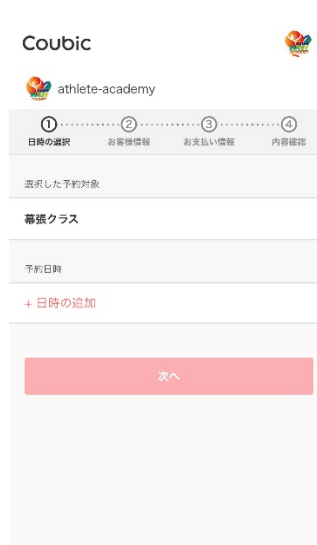 Coubic
athlete-academy
① ② ③ ④
日時の選択 お客様情報 お支払い情報 内容確認
選択した予約対象
幕張クラス
予約日時
+ 日時の追加
次へ